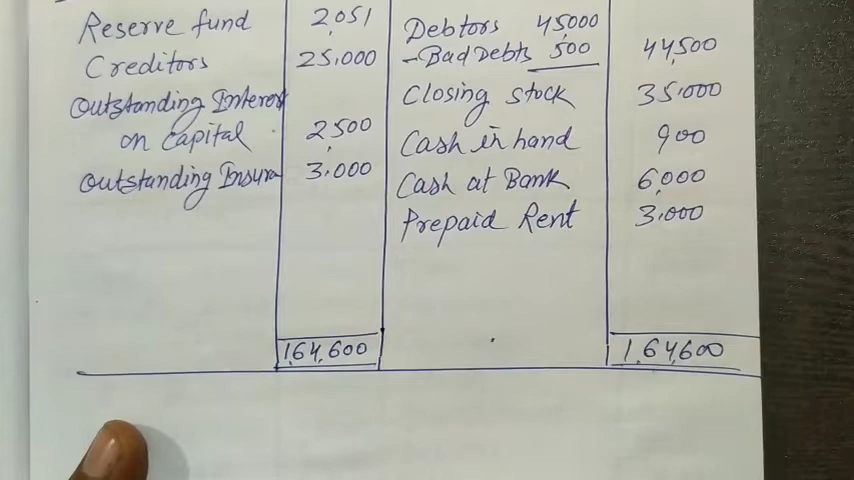 Reserve fund 2,051
Creditors 25,000
Outstanding Interest
on capital 2,500
Outstanding Insura 3,000
164,600
Debtors 45,000
-Bad Debts 500 44,500
Closing stock 35,000
Cash in hand 900
Cash at Bank 6,000
Prepaid Rent 3,000
1,64,600